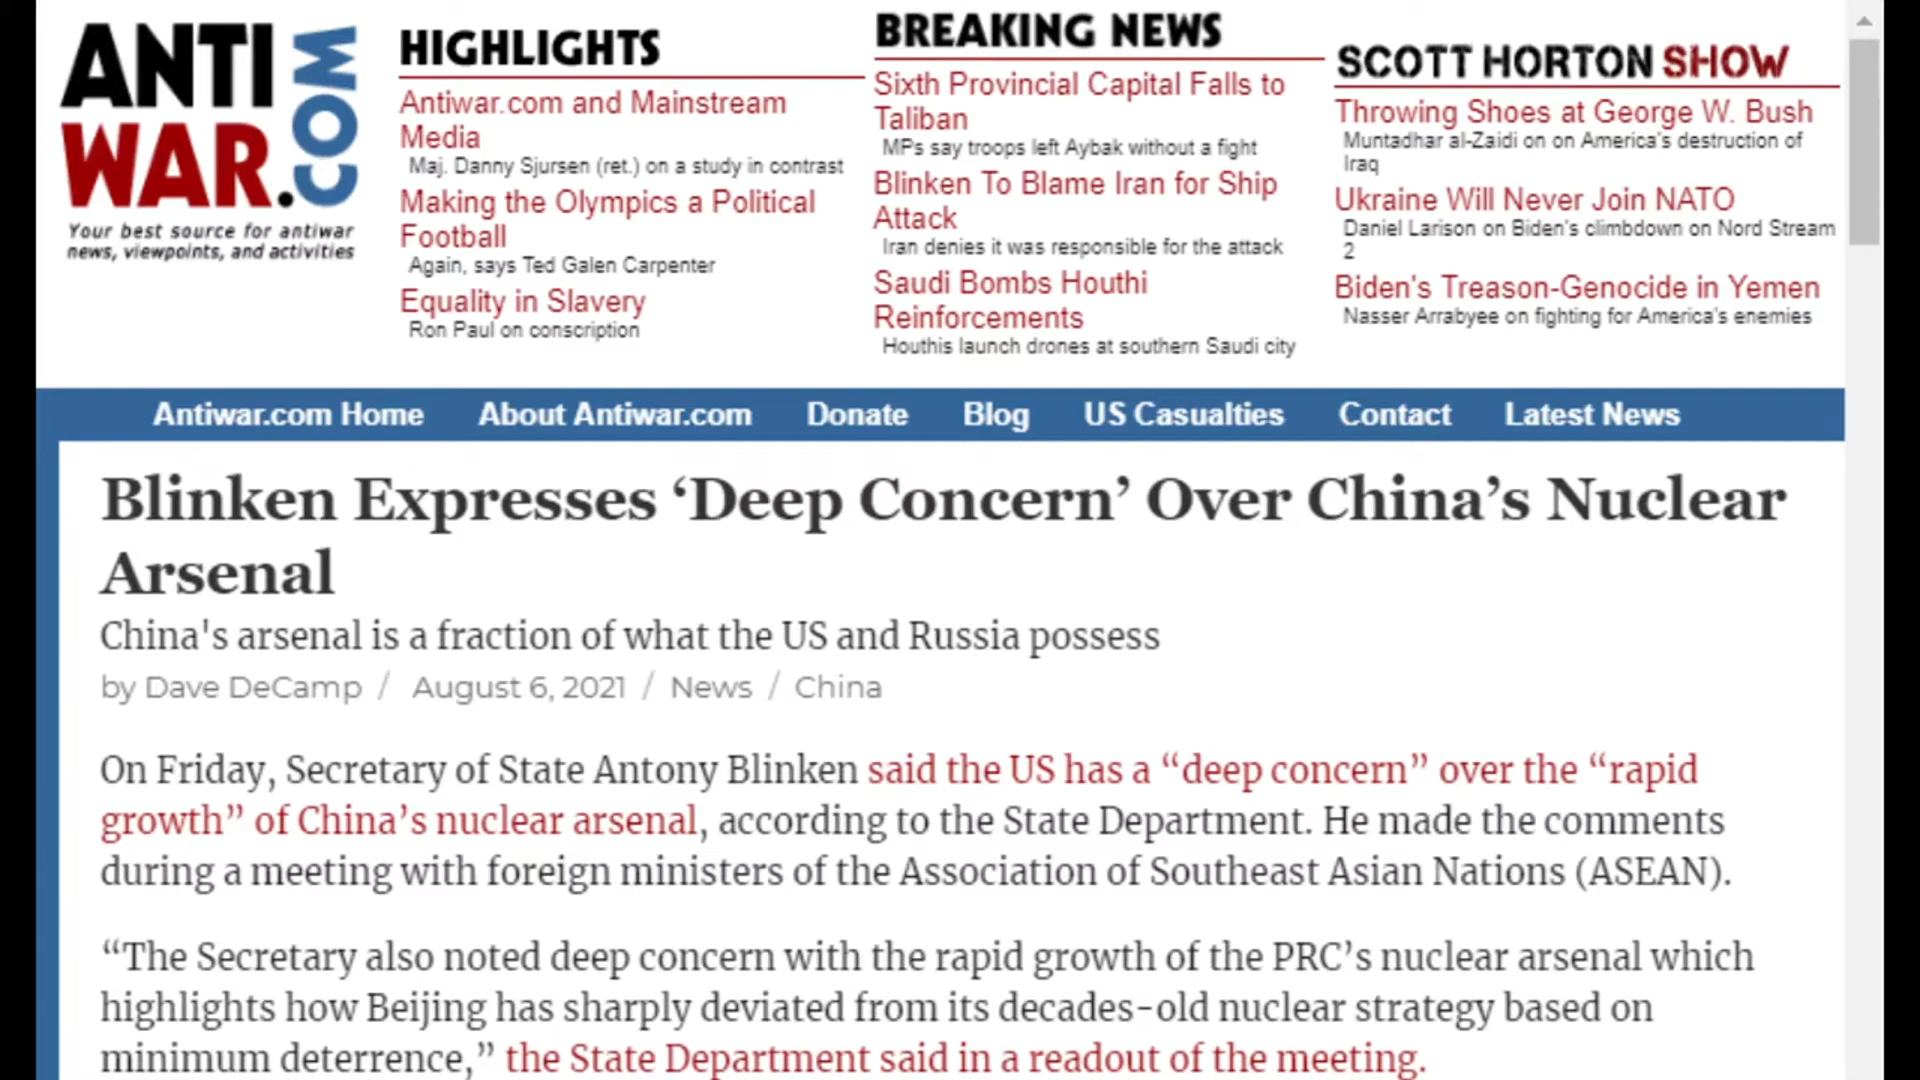 ANTI
WAR.COM
Your best source for antiwar
news, viewpoints, and activities
HIGHLIGHTS
Antiwar.com and Mainstream
Media
Maj. Danny Sjursen (ret.) on a study in contrast
Making the Olympics a Political
Football
Again, says Ted Galen Carpenter
Equality in Slavery
Ron Paul on conscription
BREAKING NEWS
Sixth Provincial Capital Falls to
Taliban
MPs say troops left Aybak without a fight
Blinken To Blame Iran for Ship
Attack
Iran denies it was responsible for the attack
Saudi Bombs Houthi
Reinforcements
Houthis launch drones at southern Saudi city
SCOTT HORTON SHOW
Throwing Shoes at George W. Bush
Muntadhar al-Zaidi on on America's destruction of
Iraq
Ukraine Will Never Join NATO
Daniel Larison on Biden's climbdown on Nord Stream
2
Biden's Treason-Genocide in Yemen
Nasser Arrabyee on fighting for America's enemies
Antiwar.com Home About Antiwar.com Donate Blog US Casualties Contact Latest News
Blinken Expresses ‘Deep Concern’ Over China’s Nuclear
Arsenal
China's arsenal is a fraction of what the US and Russia possess
by Dave DeCamp / August 6, 2021 / News / China
On Friday, Secretary of State Antony Blinken said the US has a “deep concern” over the “rapid
growth” of China’s nuclear arsenal, according to the State Department. He made the comments
during a meeting with foreign ministers of the Association of Southeast Asian Nations (ASEAN).
“The Secretary also noted deep concern with the rapid growth of the PRC’s nuclear arsenal which
highlights how Beijing has sharply deviated from its decades-old nuclear strategy based on
minimum deterrence,” the State Department said in a readout of the meeting.